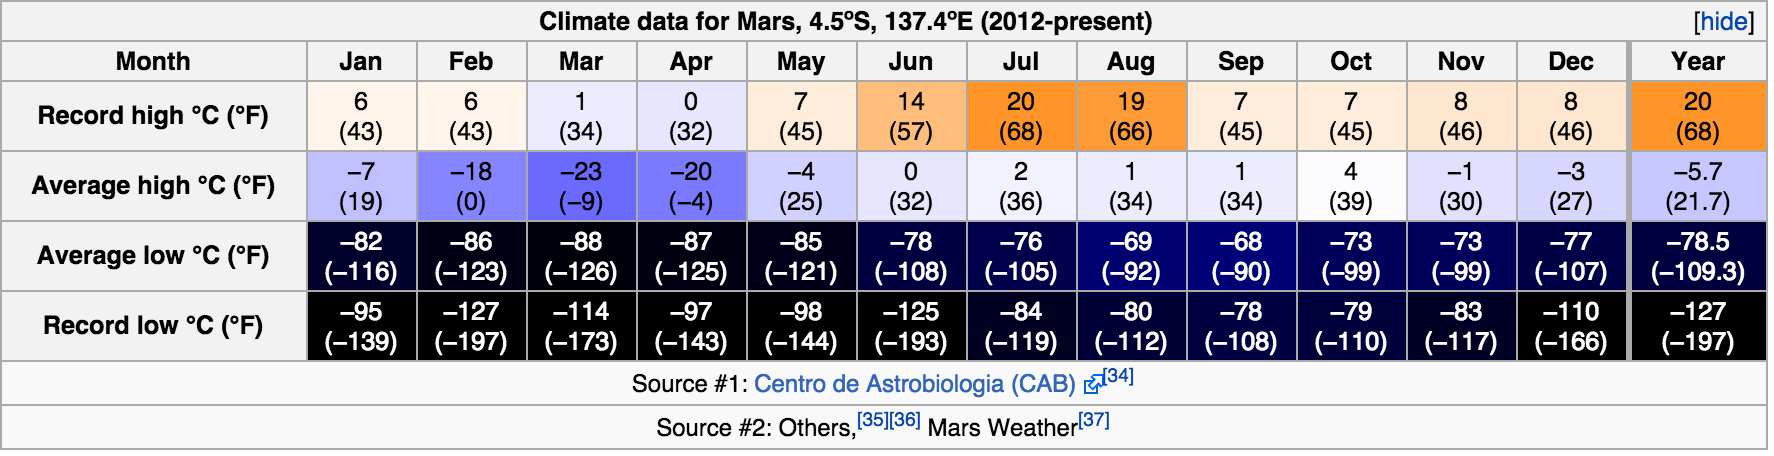 Climate data for Mars, 4.5ºS, 137.4ºE (2012-present) [hide]
Month Jan Feb Mar Apr May Jun Jul Aug Sep Oct Nov Dec Year
Record high °C (°F) 6 (43) 6 (43) 1 (34) 0 (32) 7 (45) 14 (57) 20 (68) 19 (66) 7 (45) 7 (45) 8 (46) 8 (46) 20 (68)
Average high °C (°F) −7 (19) −18 (0) −23 (−9) −20 (−4) −4 (25) 0 (32) 2 (36) 1 (34) 1 (34) 4 (39) −1 (30) −3 (27) −5.7 (21.7)
Average low °C (°F) −82 (−116) −86 (−123) −88 (−126) −87 (−125) −85 (−121) −78 (−108) −76 (−105) −69 (−92) −68 (−90) −73 (−99) −73 (−99) −77 (−107) −78.5 (−109.3)
Record low °C (°F) −95 (−139) −127 (−197) −114 (−173) −97 (−143) −98 (−144) −125 (−193) −84 (−119) −80 (−112) −78 (−108) −79 (−110) −83 (−117) −110 (−166) −127 (−197)
Source #1: Centro de Astrobiologia (CAB) [34]
Source #2: Others,[35][36] Mars Weather[37]